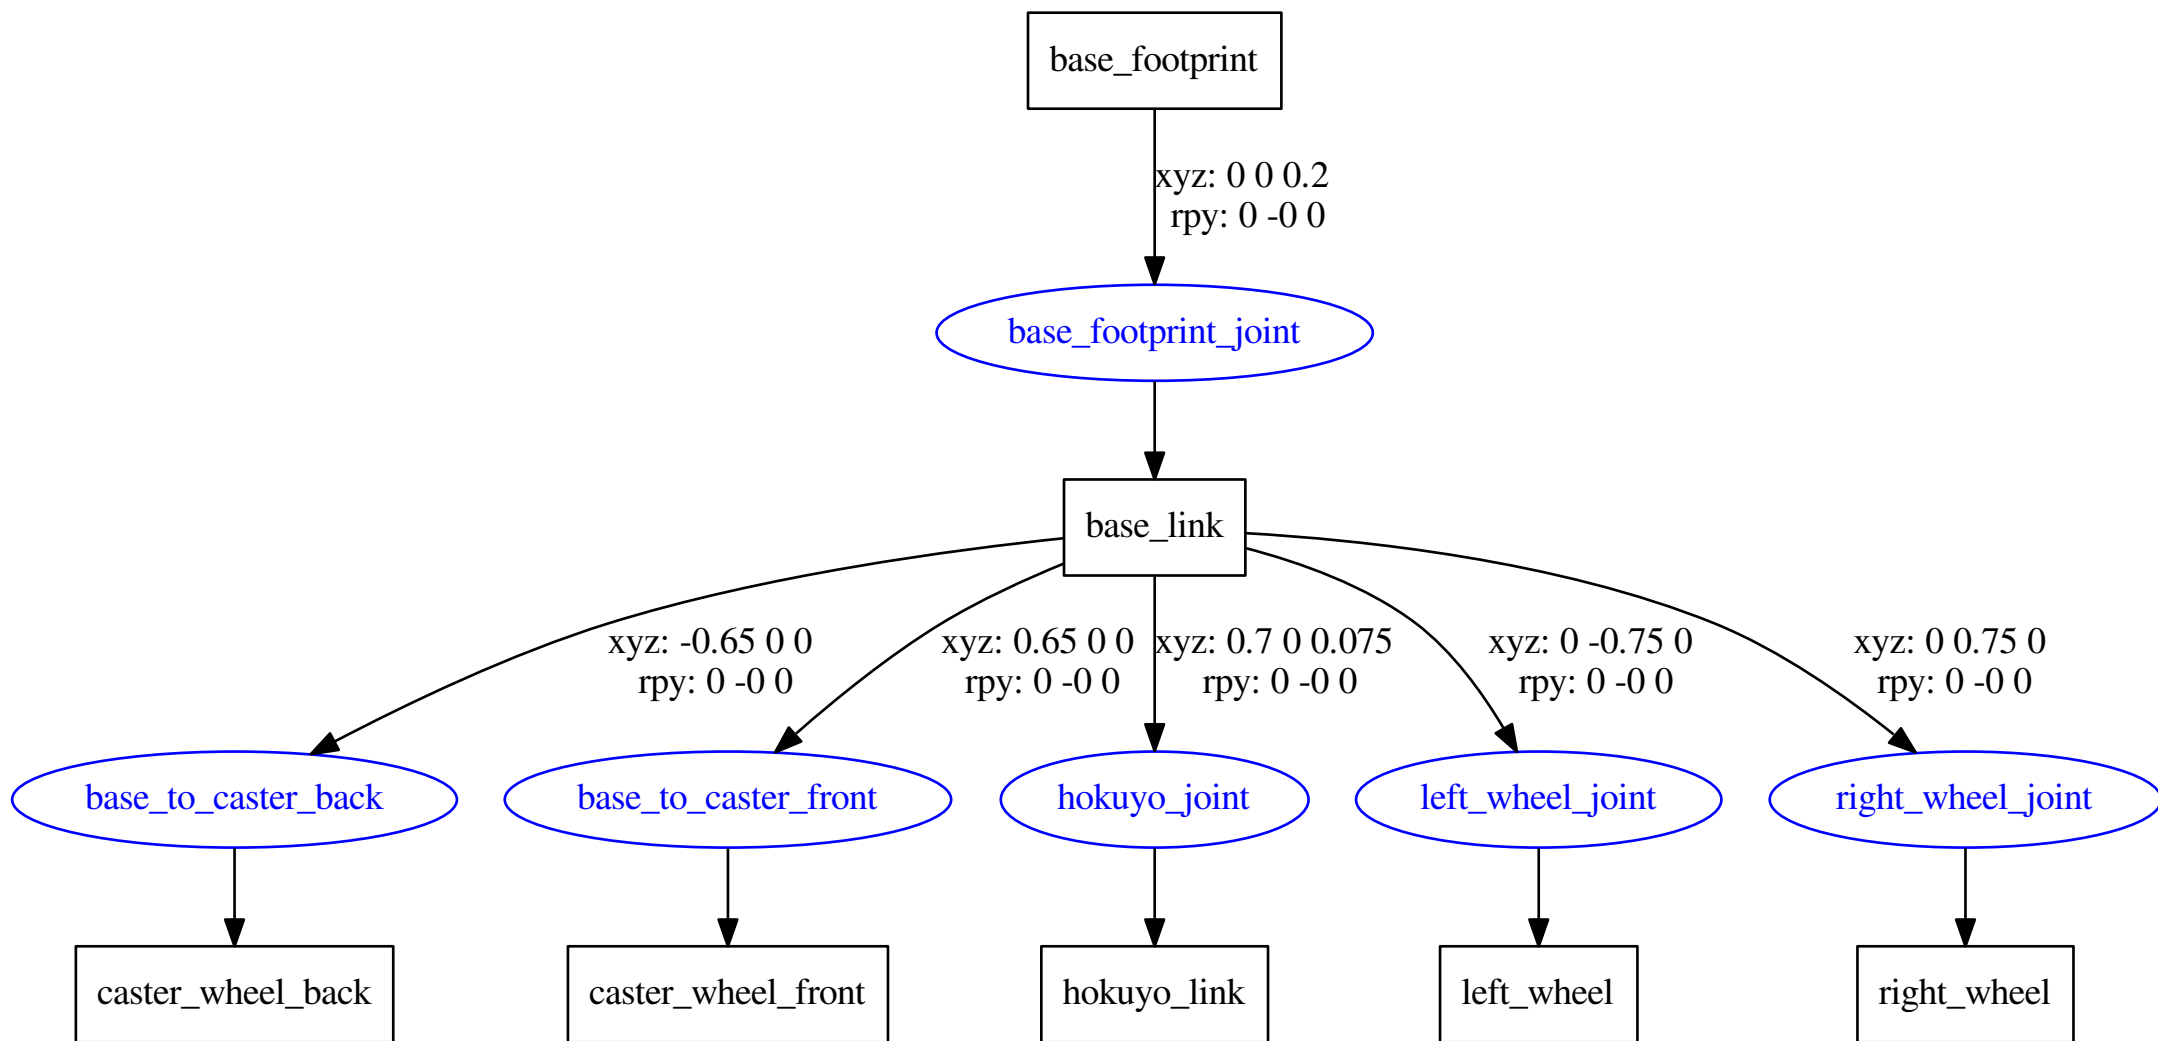 base_footprint
xyz: 0 0 0.2
rpy: 0 -0 0
base_footprint_joint
base_link
xyz: -0.65 0 0
rpy: 0 -0 0
xyz: 0.65 0 0
rpy: 0 -0 0
xyz: 0.7 0 0.075
rpy: 0 -0 0
xyz: 0 -0.75 0
rpy: 0 -0 0
xyz: 0 0.75 0
rpy: 0 -0 0
base_to_caster_back
base_to_caster_front
hokuyo_joint
left_wheel_joint
right_wheel_joint
caster_wheel_back
caster_wheel_front
hokuyo_link
left_wheel
right_wheel